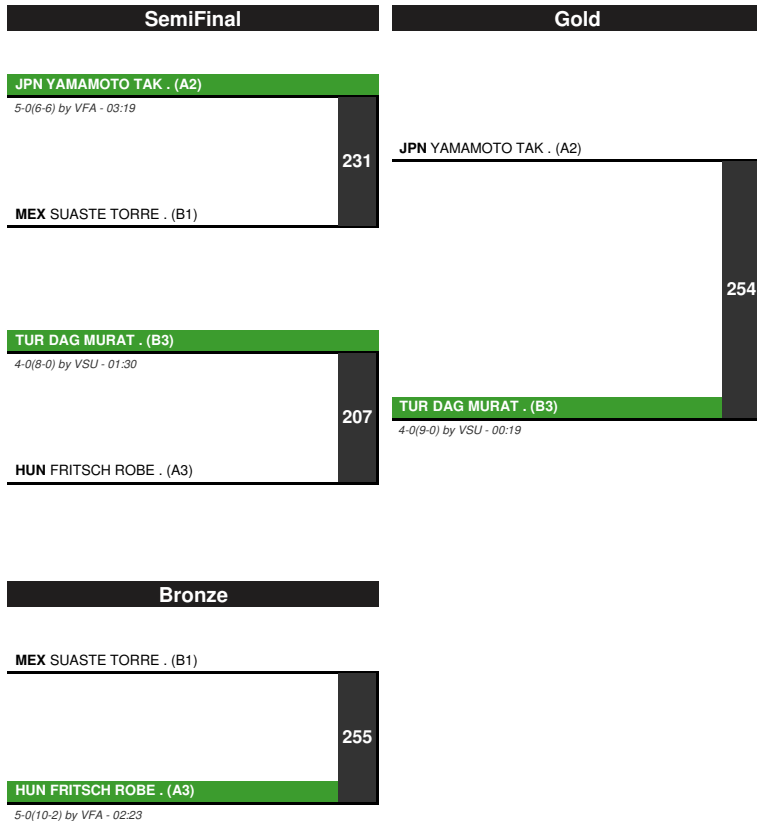 SemiFinal
Gold
JPN YAMAMOTO TAK . (A2)
5-0(6-6) by VFA - 03:19
231
MEX SUASTE TORRE . (B1)
JPN YAMAMOTO TAK . (A2)
254
TUR DAG MURAT . (B3)
4-0(9-0) by VSU - 00:19
TUR DAG MURAT . (B3)
4-0(8-0) by VSU - 01:30
207
HUN FRITSCH ROBE . (A3)
Bronze
MEX SUASTE TORRE . (B1)
255
HUN FRITSCH ROBE . (A3)
5-0(10-2) by VFA - 02:23